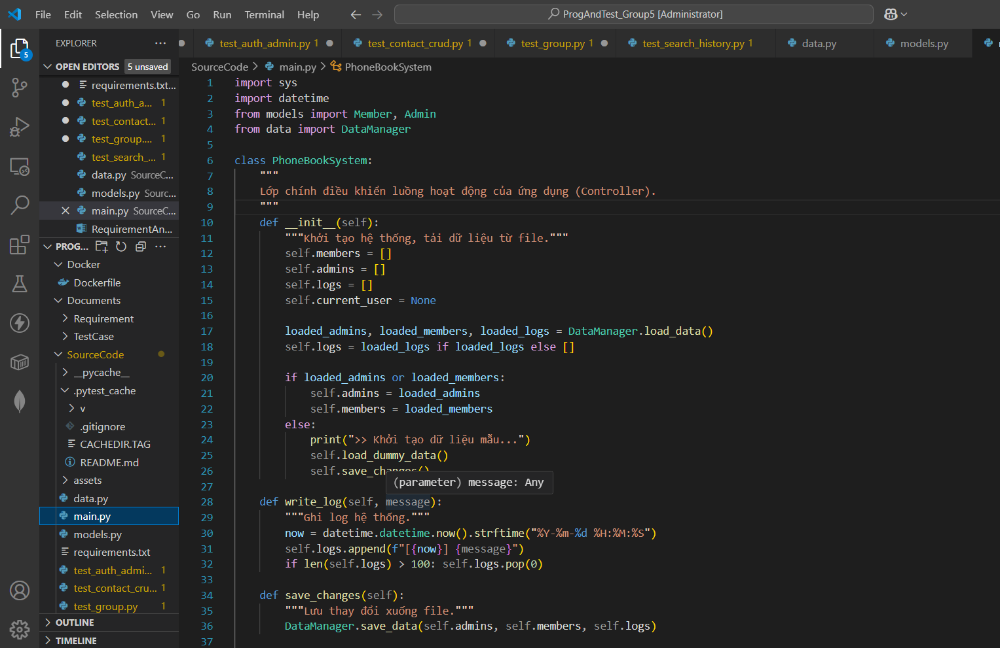 File Edit Selection View Go Run Terminal Help ProgAndTest_Group5 [Administrator]
EXPLORER
test_auth_admin.py 1 test_contact_crud.py 1 test_group.py 1 test_search_history.py 1 data.py models.py
OPEN EDITORS 5 unsaved
requirements.txt...
test_auth_a... 1
test_contact... 1
test_group.... 1
test_search_... 1
data.py SourceC...
models.py Sourc...
main.py SourceC...
RequirementAn...
PROG...
Docker
Dockerfile
Documents
Requirement
TestCase
SourceCode
__pycache__
.pytest_cache
v
.gitignore
CACHEDIR.TAG
README.md
assets
data.py
main.py
models.py
requirements.txt
test_auth_admi... 1
test_contact_cru... 1
test_group.py 1
OUTLINE
TIMELINE
5
SourceCode > main.py > PhoneBookSystem
1 import sys
2 import datetime
3 from models import Member, Admin
4 from data import DataManager
5
6 class PhoneBookSystem:
7 """
8 Lớp chính điều khiển luồng hoạt động của ứng dụng (Controller).
9 """
10 def __init__(self):
11 """Khởi tạo hệ thống, tải dữ liệu từ file."""
12 self.members = []
13 self.admins = []
14 self.logs = []
15 self.current_user = None
16
17 loaded_admins, loaded_members, loaded_logs = DataManager.load_data()
18 self.logs = loaded_logs if loaded_logs else []
19
20 if loaded_admins or loaded_members:
21 self.admins = loaded_admins
22 self.members = loaded_members
23 else:
24 print(">> Khởi tạo dữ liệu mẫu...")
25 self.load_dummy_data()
26 self.save_changes()
27
(parameter) message: Any
28 def write_log(self, message):
29 """Ghi log hệ thống."""
30 now = datetime.datetime.now().strftime("%Y-%m-%d %H:%M:%S")
31 self.logs.append(f"[{now}] {message}")
32 if len(self.logs) > 100: self.logs.pop(0)
33
34 def save_changes(self):
35 """Lưu thay đổi xuống file."""
36 DataManager.save_data(self.admins, self.members, self.logs)
37